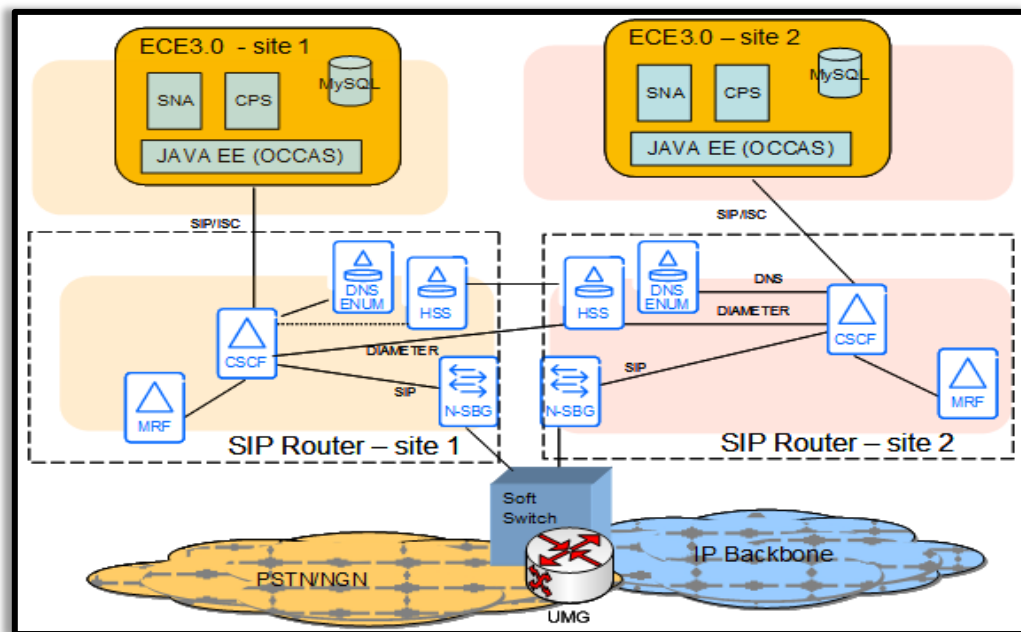 ECE3.0 - site 1
MySQL
SNA
CPS
JAVA EE (OCCAS)
ECE3.0 – site 2
MySQL
SNA
CPS
JAVA EE (OCCAS)
SIP/ISC
SIP/ISC
DNS
ENUM
HSS
HSS
DNS
ENUM
DNS
DIAMETER
CSCF
DIAMETER
CSCF
SIP
SIP
MRF
N-SBG
N-SBG
MRF
SIP Router – site 1
SIP Router – site 2
Soft
Switch
PSTN/NGN
IP Backbone
UMG